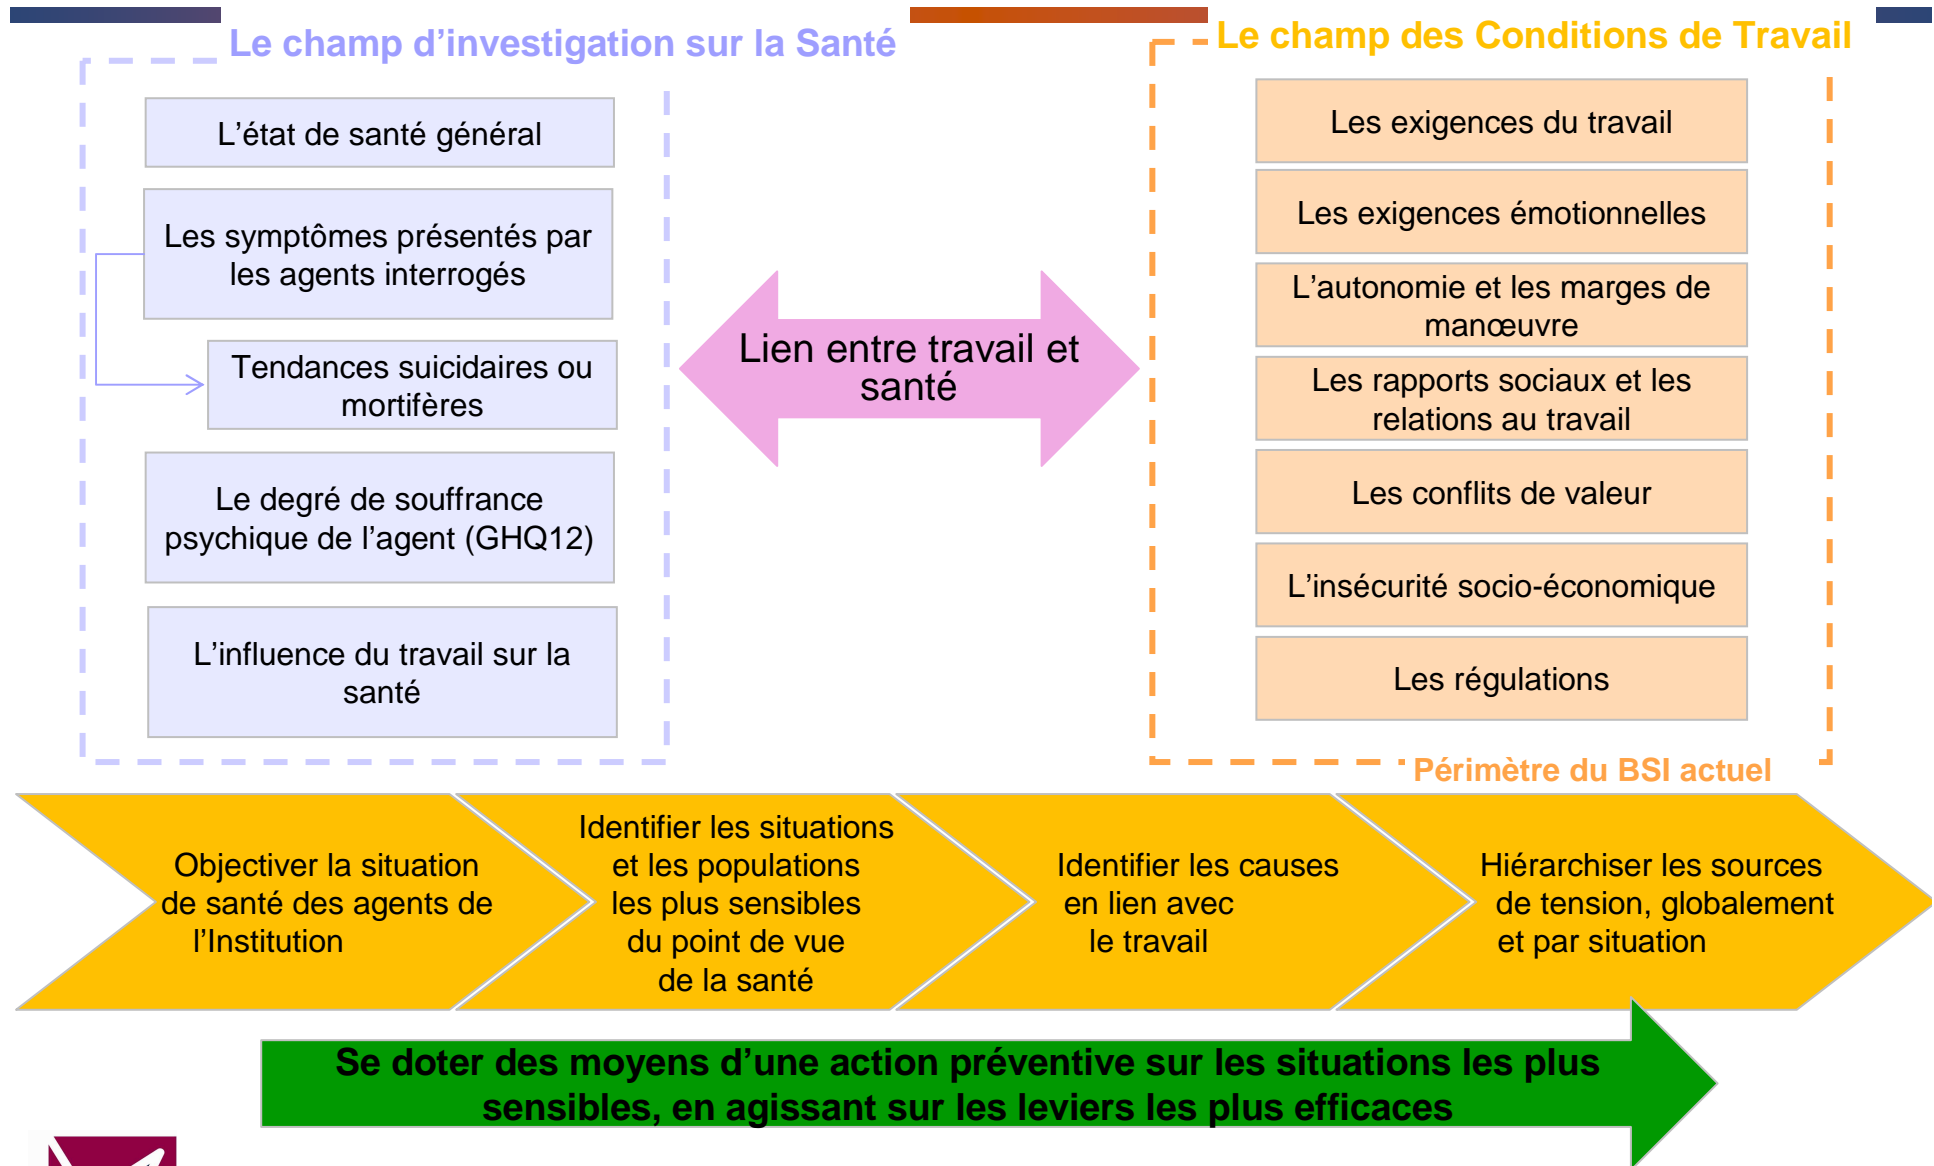 Le champ d’investigation sur la Santé
L’état de santé général
Les symptômes présentés par
les agents interrogés
Tendances suicidaires ou
mortifères
Le degré de souffrance
psychique de l’agent (GHQ12)
L’influence du travail sur la
santé
Lien entre travail et
santé
Le champ des Conditions de Travail
Les exigences du travail
Les exigences émotionnelles
L’autonomie et les marges de
manœuvre
Les rapports sociaux et les
relations au travail
Les conflits de valeur
L’insécurité socio-économique
Les régulations
Périmètre du BSI actuel
Objectiver la situation
de santé des agents de
l’Institution
Identifier les situations
et les populations
les plus sensibles
du point de vue
de la santé
Identifier les causes
en lien avec
le travail
Hiérarchiser les sources
de tension, globalement
et par situation
Se doter des moyens d’une action préventive sur les situations les plus
sensibles, en agissant sur les leviers les plus efficaces